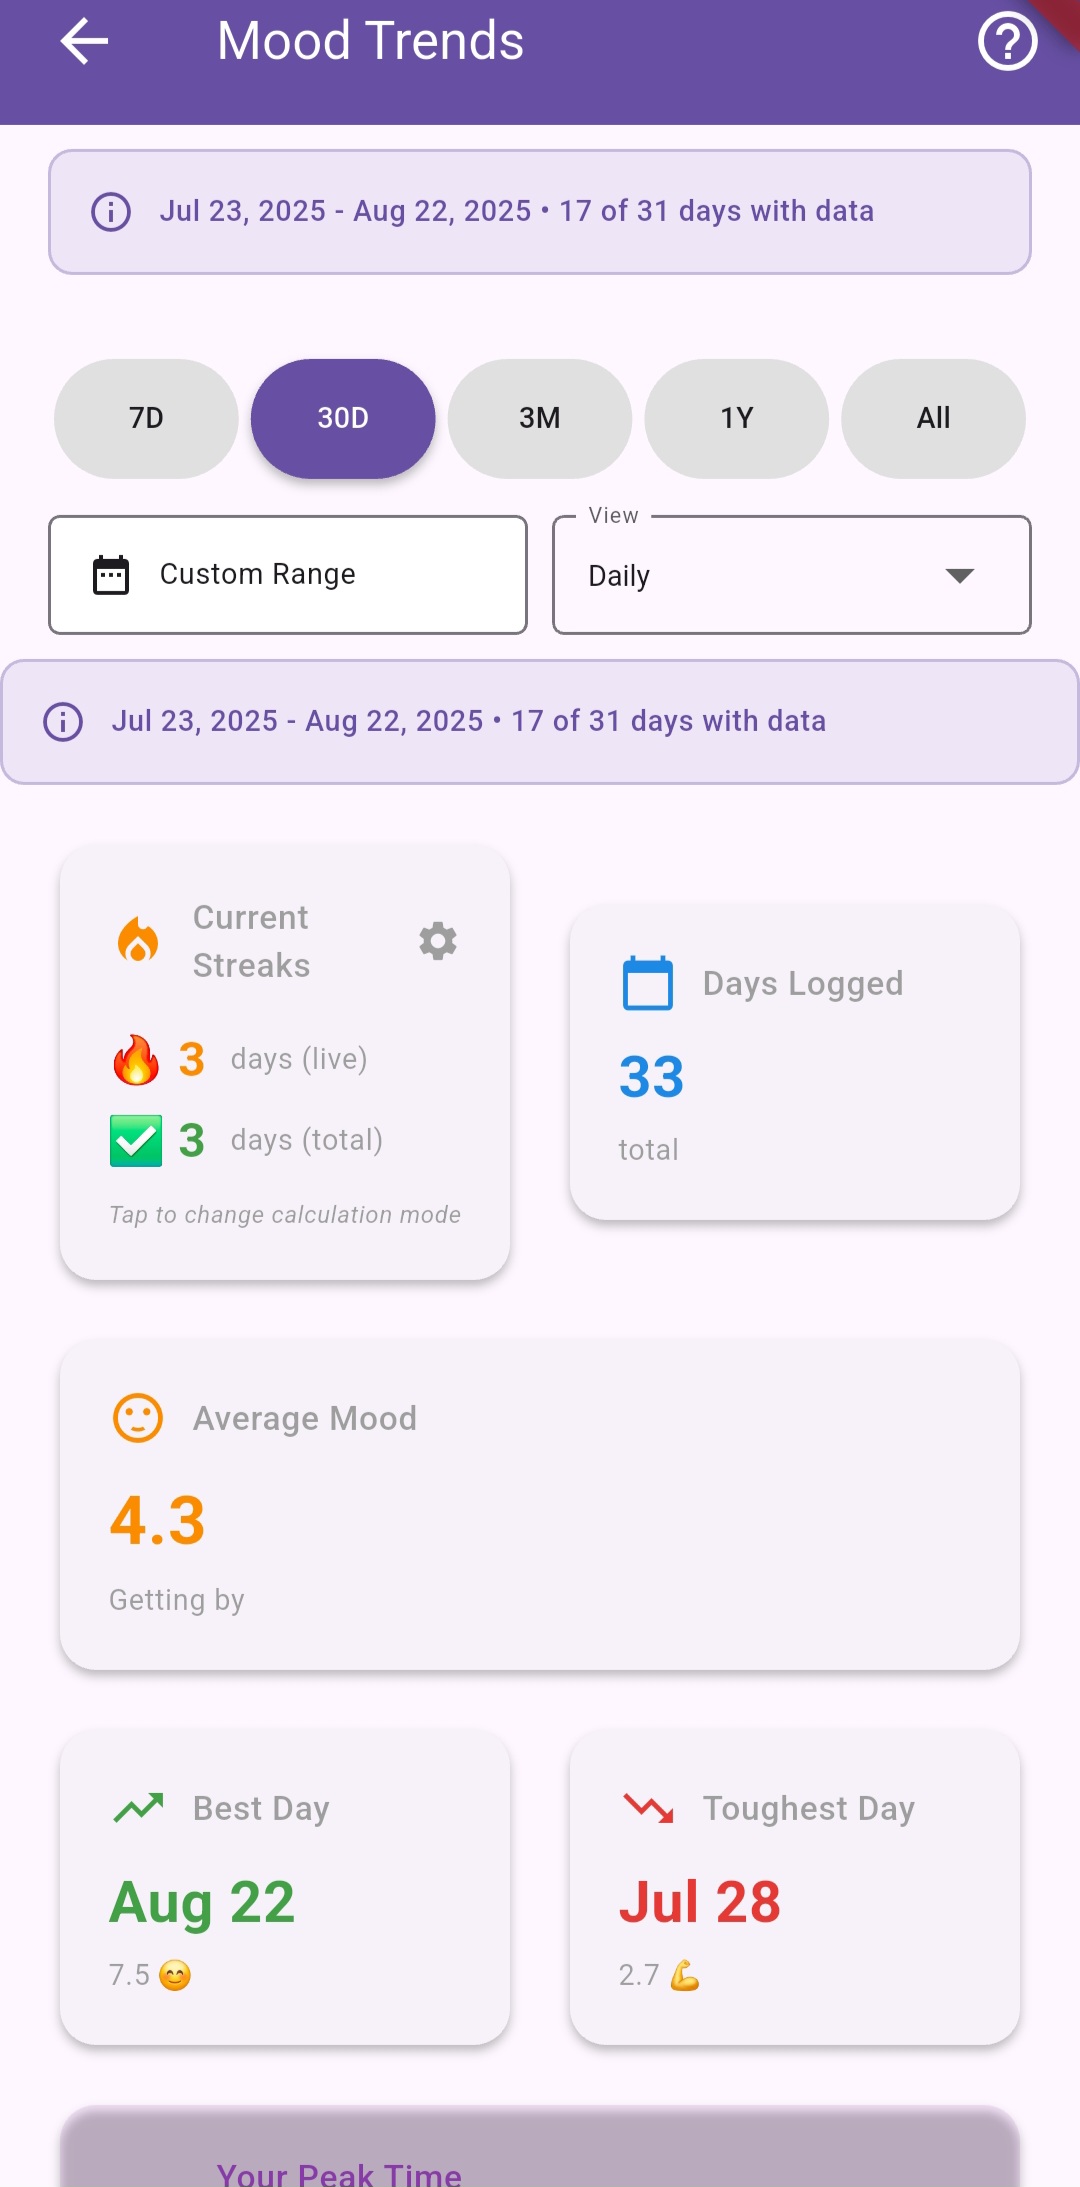 Mood Trends
Jul 23, 2025 - Aug 22, 2025 • 17 of 31 days with data
7D
30D
3M
1Y
All
Custom Range
View
Daily
Jul 23, 2025 - Aug 22, 2025 • 17 of 31 days with data
Current
Streaks
🔥 3 days (live)
✅ 3 days (total)
Tap to change calculation mode
Days Logged
33
total
Average Mood
4.3
Getting by
Best Day
Aug 22
7.5 😊
Toughest Day
Jul 28
2.7 💪
Your Peak Time